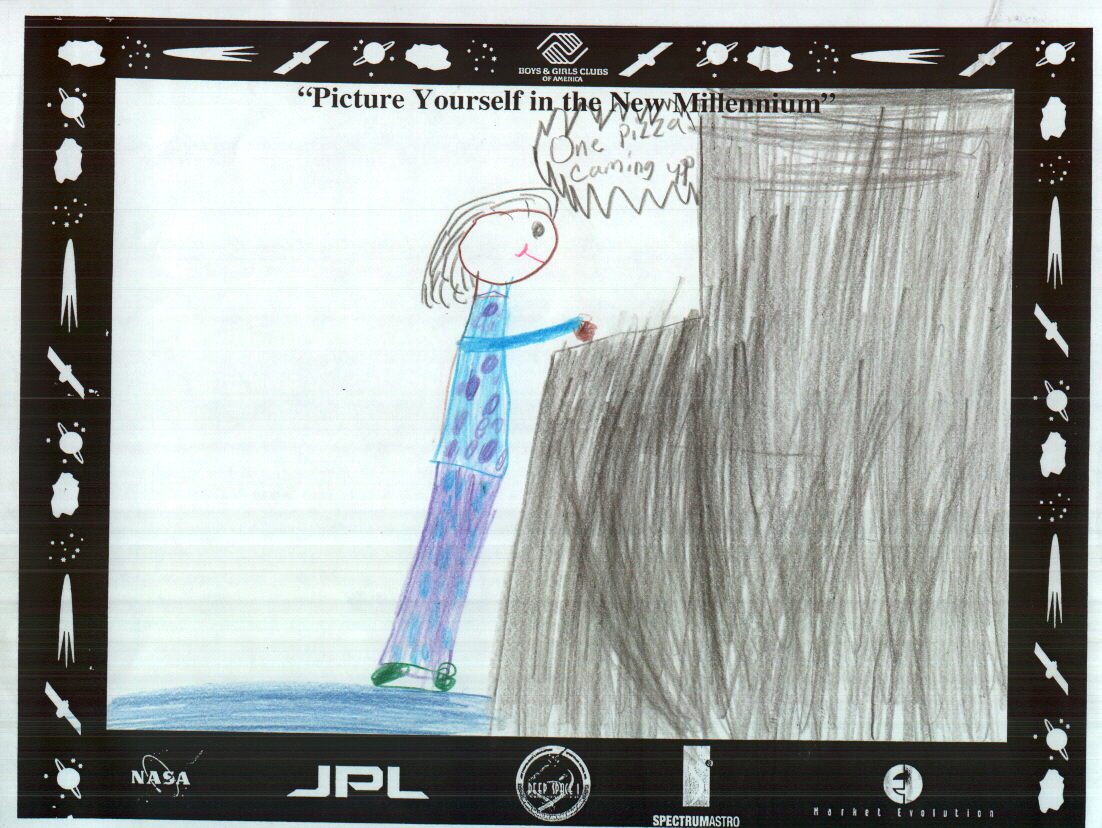 BOYS & GIRLS CLUBS
OF AMERICA
“Picture Yourself in the New Millennium”
pizza
One
caming up
NASA
JPL
DEEP SPACE 1
SPECTRUMASTRO
Market Evolution